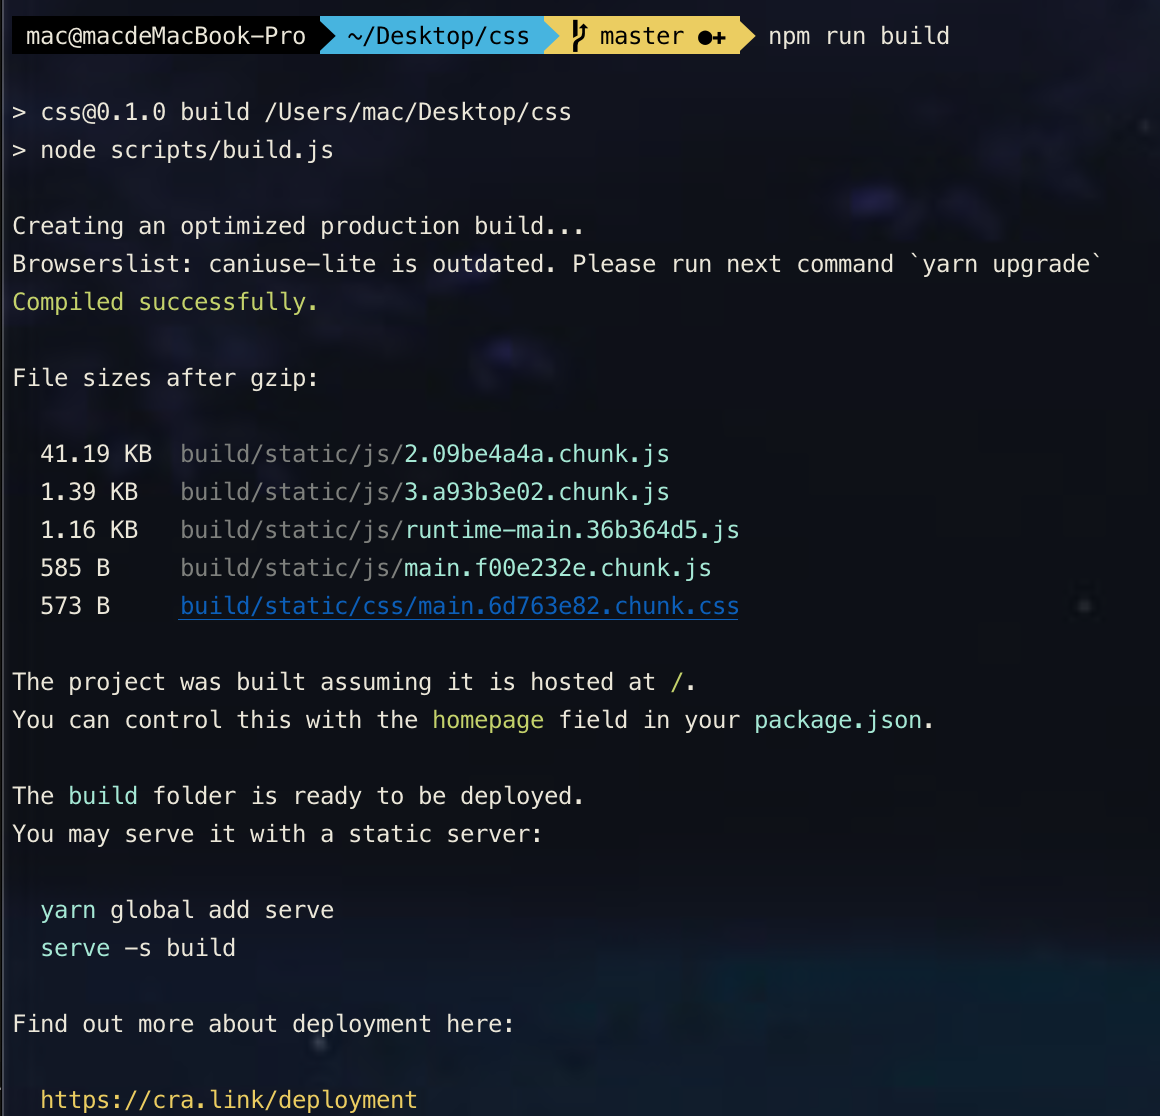 mac@macdeMacBook-Pro ~/Desktop/css master ●+ npm run build
> css@0.1.0 build /Users/mac/Desktop/css
> node scripts/build.js
Creating an optimized production build...
Browserslist: caniuse-lite is outdated. Please run next command `yarn upgrade`
Compiled successfully.
File sizes after gzip:
41.19 KB build/static/js/2.09be4a4a.chunk.js
1.39 KB build/static/js/3.a93b3e02.chunk.js
1.16 KB build/static/js/runtime-main.36b364d5.js
585 B build/static/js/main.f00e232e.chunk.js
573 B build/static/css/main.6d763e82.chunk.css
The project was built assuming it is hosted at /.
You can control this with the homepage field in your package.json.
The build folder is ready to be deployed.
You may serve it with a static server:
yarn global add serve
serve -s build
Find out more about deployment here:
https://cra.link/deployment